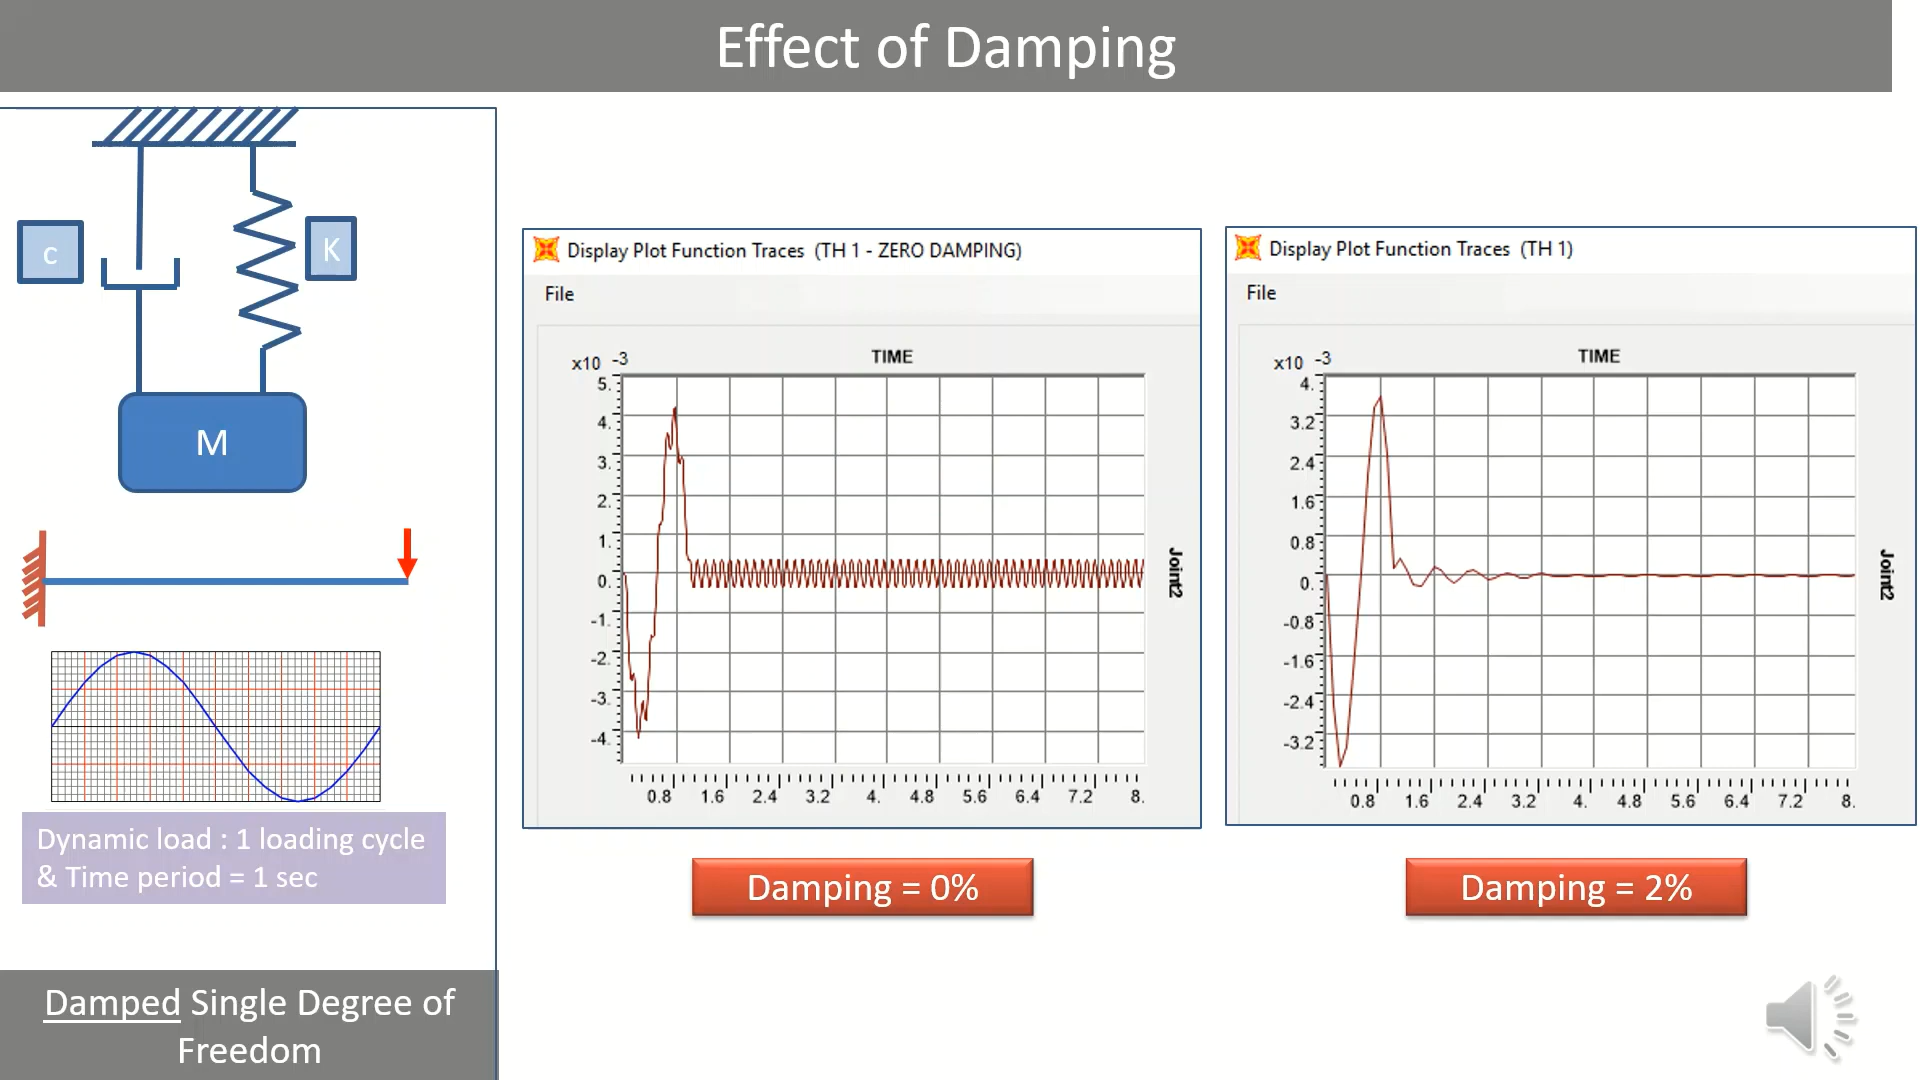 Effect of Damping
c
K
M
Dynamic load : 1 loading cycle
& Time period = 1 sec
Damped Single Degree of
Freedom
Display Plot Function Traces (TH 1 - ZERO DAMPING)
File
x10 -3
TIME
5.
4.
3.
2.
1.
0.
-1.
-2.
-3.
-4.
Joint2
0.8 1.6 2.4 3.2 4. 4.8 5.6 6.4 7.2 8.
Damping = 0%
Display Plot Function Traces (TH 1)
File
x10 -3
TIME
4.
3.2
2.4
1.6
0.8
0.
-0.8
-1.6
-2.4
-3.2
Joint2
0.8 1.6 2.4 3.2 4. 4.8 5.6 6.4 7.2 8.
Damping = 2%